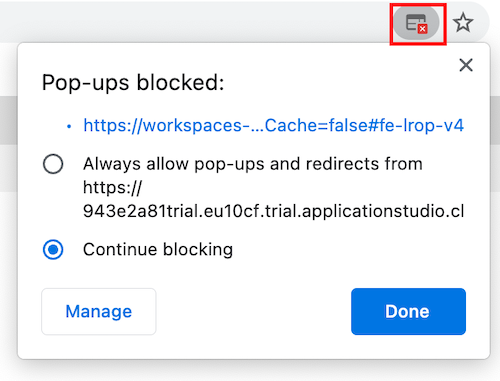 Pop-ups blocked:
https://workspaces-...Cache=false#fe-lrop-v4
Always allow pop-ups and redirects from
https://
943e2a81trial.eu10cf.trial.applicationstudio.cl
Continue blocking
Manage
Done